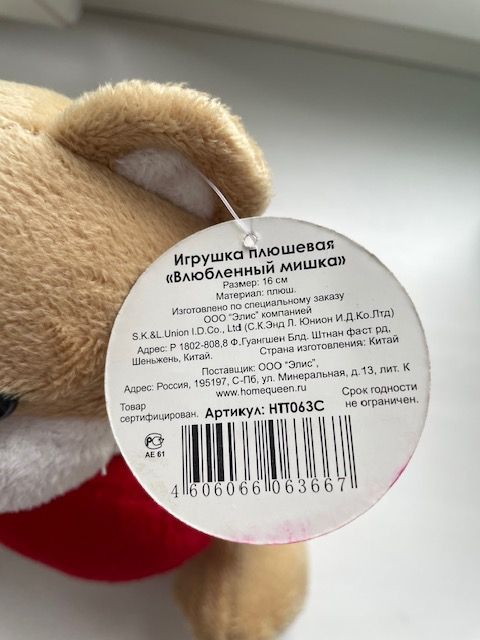 Игрушка плюшевая
«Влюбленный мишка»
Размер: 16 см
Материал: плюш.
Изготовлено по специальному заказу
ООО "Элис" компанией
S.K.&L.Union I.D.Co., Ltd (С.К.Энд Л. Юнион И.Д.Ко.Лтд)
Адрес: Р 1802-808,8 Ф.Гуангшен Блд. Штнан фаст рд,
Шеньжень, Китай. Страна изготовления: Китай
Поставщик: ООО "Элис",
Адрес: Россия, 195197, С-Пб, ул. Минеральная, д.13, лит. К
www.homequeen.com
Товар сертифицирован.
Артикул: НТТ063С
Срок годности не ограничен.
РСТ
АЕ 61
4 606066 063667